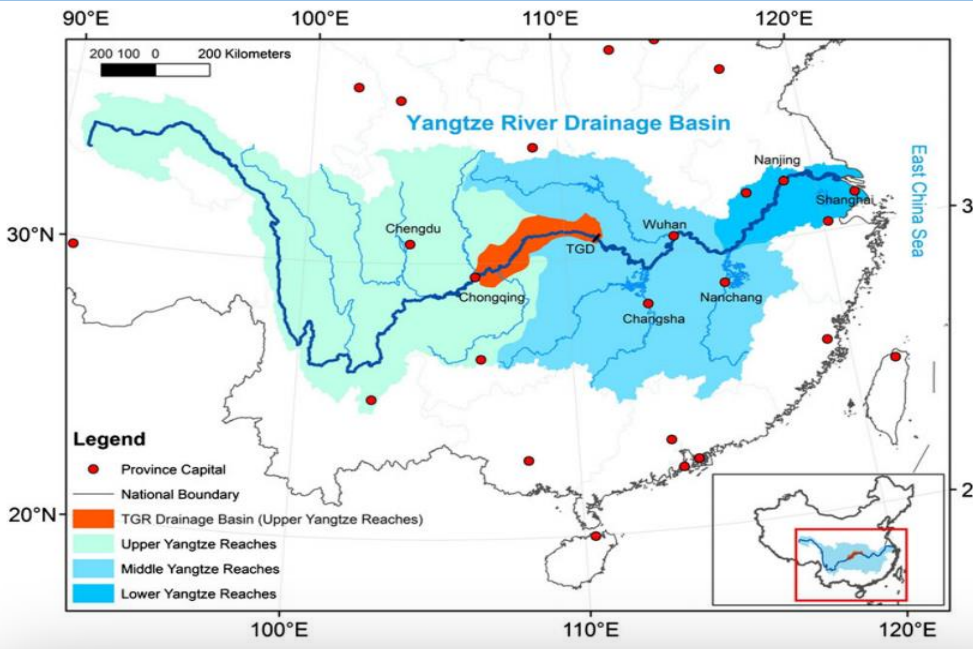 90°E
100°E
110°E
120°E
200 100 0 200 Kilometers
Yangtze River Drainage Basin
East China Sea
Nanjing
Shanghai
3
30°N
Chengdu
Wuhan
TGD
Chongqing
Nanchang
Changsha
Legend
Province Capital
National Boundary
TGR Drainage Basin (Upper Yangtze Reaches)
Upper Yangtze Reaches
Middle Yangtze Reaches
Lower Yangtze Reaches
20°N
2
100°E
110°E
120°E